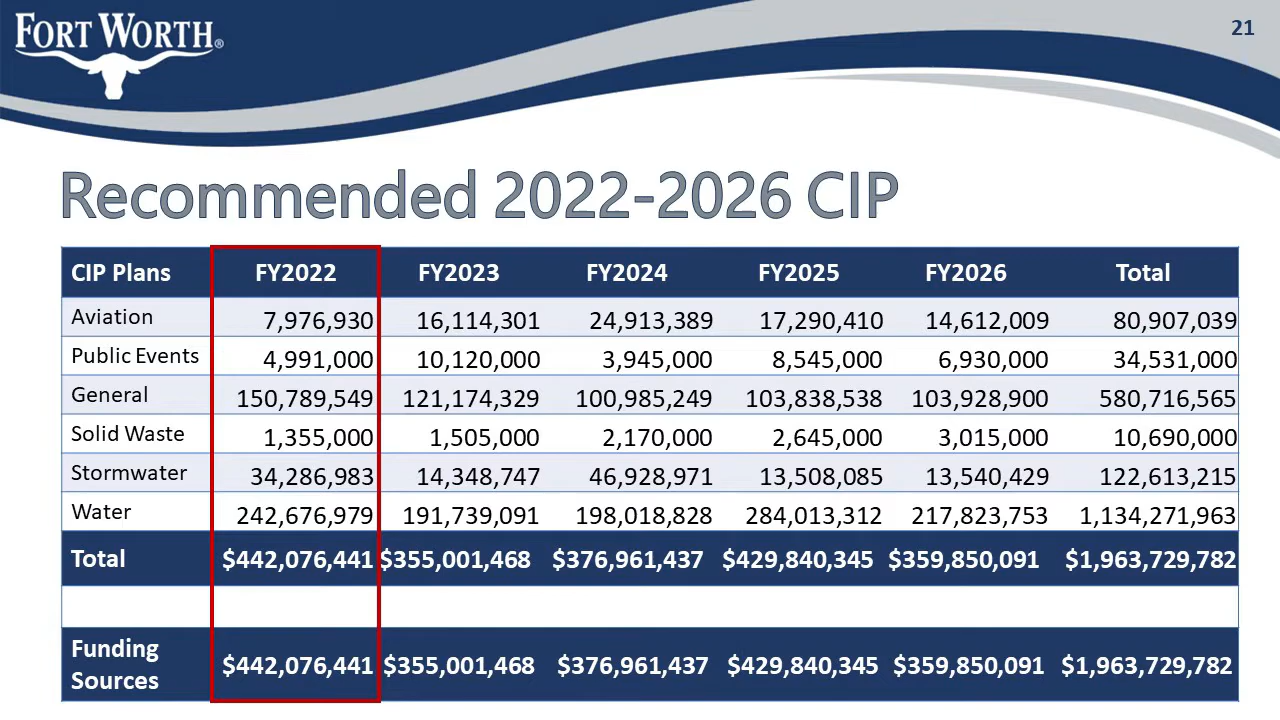 FORT WORTH®
21
Recommended 2022-2026 CIP
CIP Plans FY2022 FY2023 FY2024 FY2025 FY2026 Total
Aviation 7,976,930 16,114,301 24,913,389 17,290,410 14,612,009 80,907,039
Public Events 4,991,000 10,120,000 3,945,000 8,545,000 6,930,000 34,531,000
General 150,789,549 121,174,329 100,985,249 103,838,538 103,928,900 580,716,565
Solid Waste 1,355,000 1,505,000 2,170,000 2,645,000 3,015,000 10,690,000
Stormwater 34,286,983 14,348,747 46,928,971 13,508,085 13,540,429 122,613,215
Water 242,676,979 191,739,091 198,018,828 284,013,312 217,823,753 1,134,271,963
Total $442,076,441 $355,001,468 $376,961,437 $429,840,345 $359,850,091 $1,963,729,782
Funding
Sources $442,076,441 $355,001,468 $376,961,437 $429,840,345 $359,850,091 $1,963,729,782